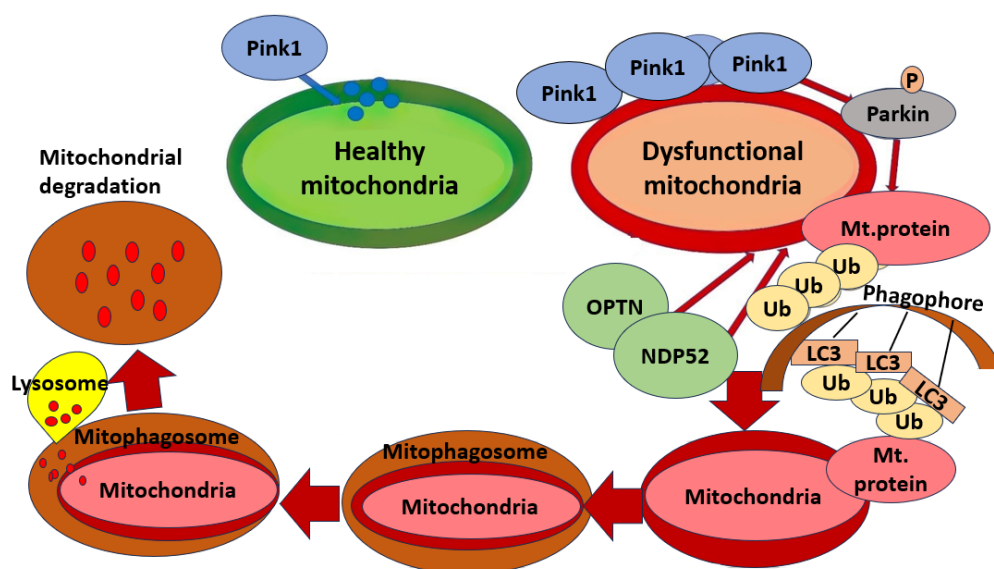 Pink1
Pink1
Pink1
Pink1
P
Parkin
Healthy
mitochondria
Dysfunctional
mitochondria
Mitochondrial
degradation
Mt.protein
Ub
Ub
Ub
Phagophore
OPTN
NDP52
LC3
LC3
LC3
Ub
Ub
Ub
Lysosome
Mitophagosome
Mitochondria
Mitophagosome
Mitochondria
Mitochondria
Mt.
protein